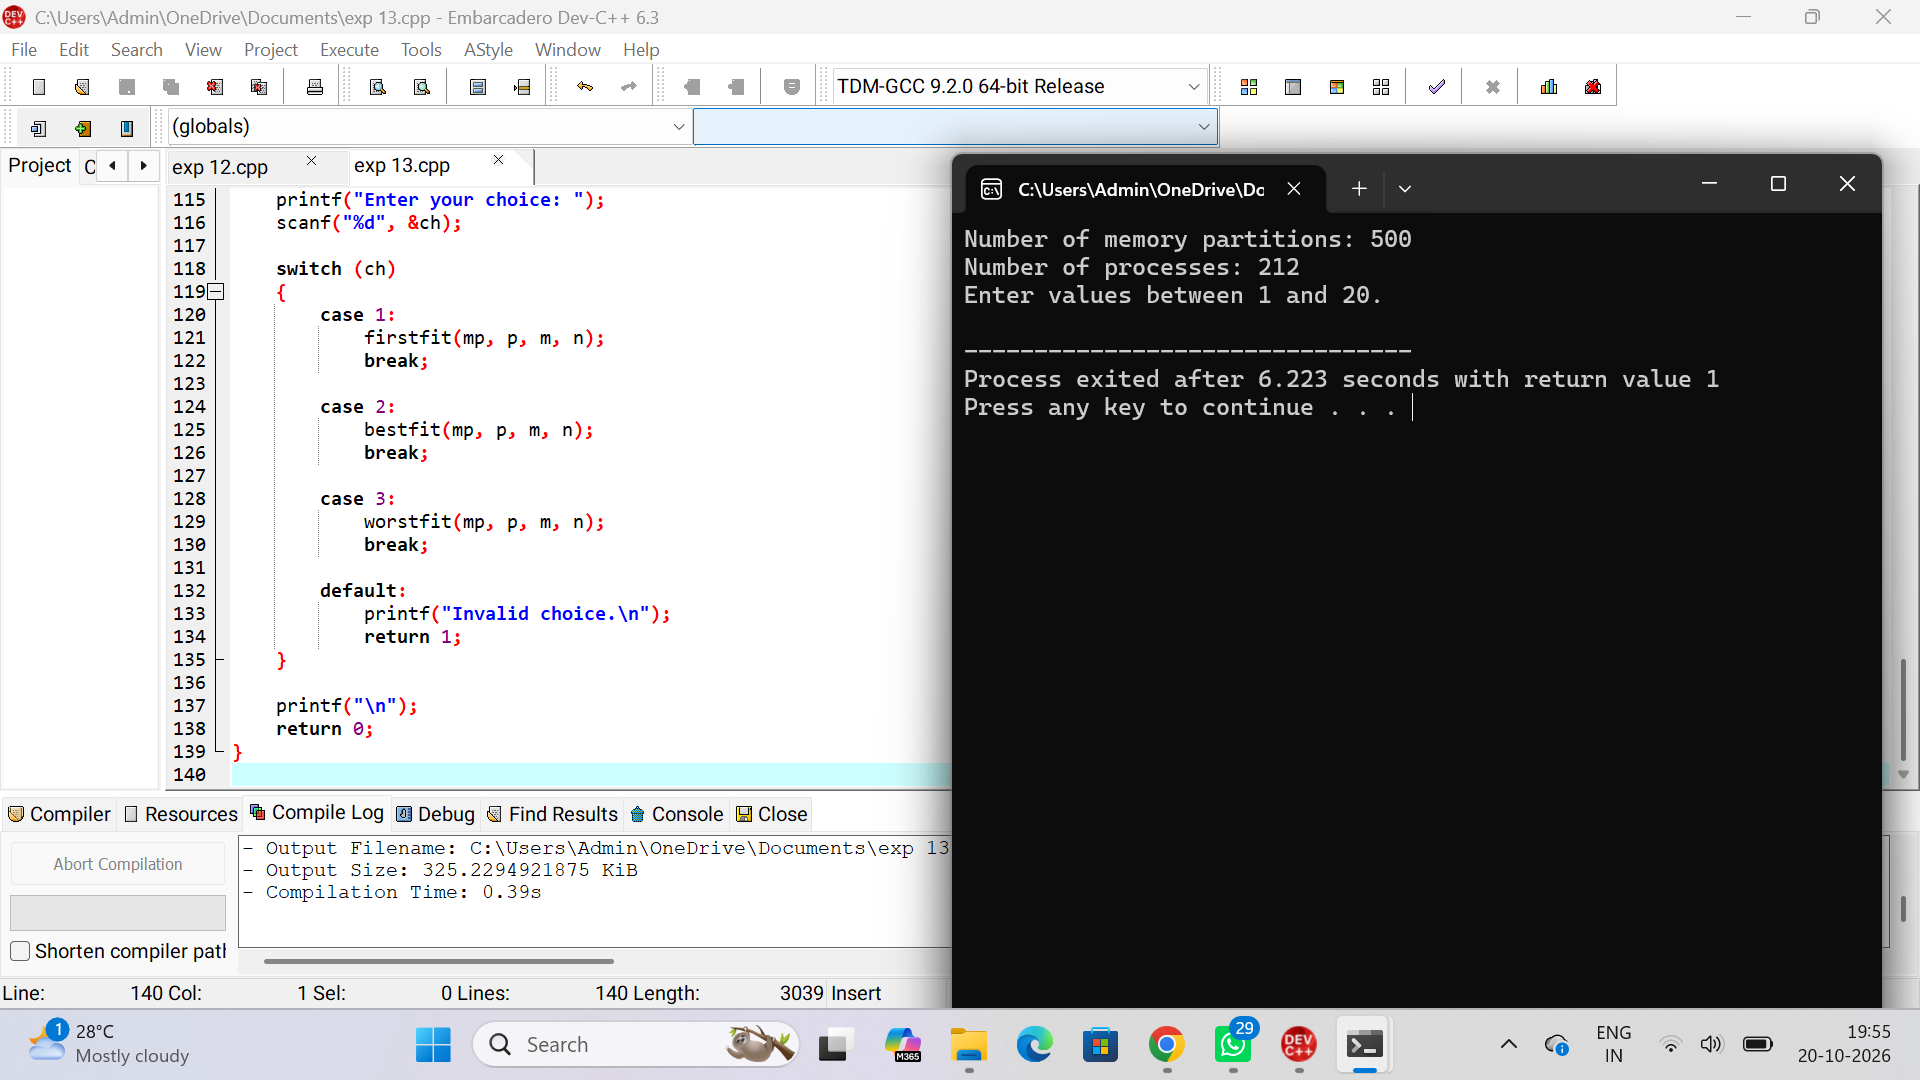 C:\Users\Admin\OneDrive\Documents\exp 13.cpp - Embarcadero Dev-C++ 6.3
File Edit Search View Project Execute Tools AStyle Window Help
TDM-GCC 9.2.0 64-bit Release
(globals)
Project C
exp 12.cpp exp 13.cpp
115 printf("Enter your choice: ");
116 scanf("%d", &ch);
117
118 switch (ch)
119 {
120 case 1:
121 firstfit(mp, p, m, n);
122 break;
123
124 case 2:
125 bestfit(mp, p, m, n);
126 break;
127
128 case 3:
129 worstfit(mp, p, m, n);
130 break;
131
132 default:
133 printf("Invalid choice.\n");
134 return 1;
135 }
136
137 printf("\n");
138 return 0;
139 }
140
C:\Users\Admin\OneDrive\Do
Number of memory partitions: 500
Number of processes: 212
Enter values between 1 and 20.
--------------------------------
Process exited after 6.223 seconds with return value 1
Press any key to continue . . .
Compiler Resources Compile Log Debug Find Results Console Close
Abort Compilation
Shorten compiler pat
- Output Filename: C:\Users\Admin\OneDrive\Documents\exp 13
- Output Size: 325.2294921875 KiB
- Compilation Time: 0.39s
Line: 140 Col: 1 Sel: 0 Lines: 140 Length: 3039 Insert
1
28°C
Mostly cloudy
Search
M365
29
DEV C++
ENG
IN
19:55
20-10-2026